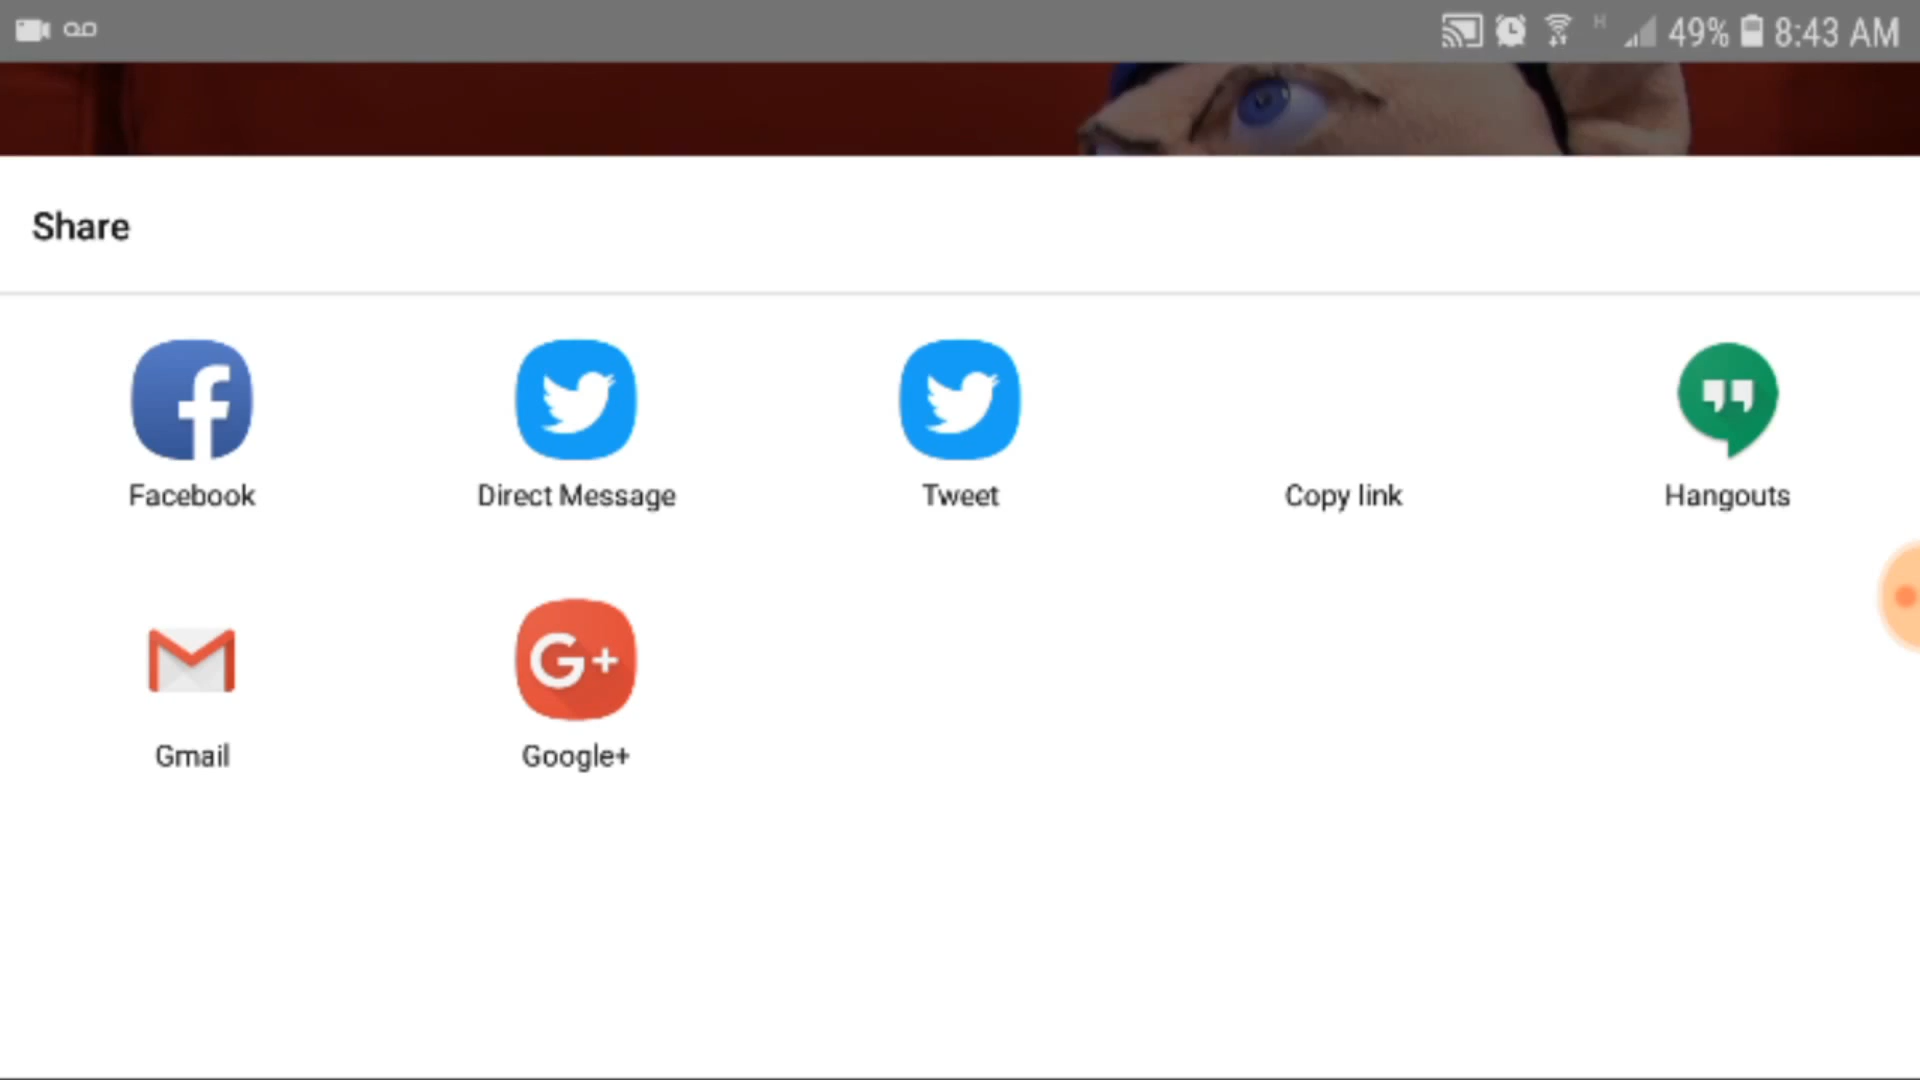 H 49% 8:43 AM
Share
Facebook
Direct Message
Tweet
Copy link
Hangouts
G+
Gmail
Google+